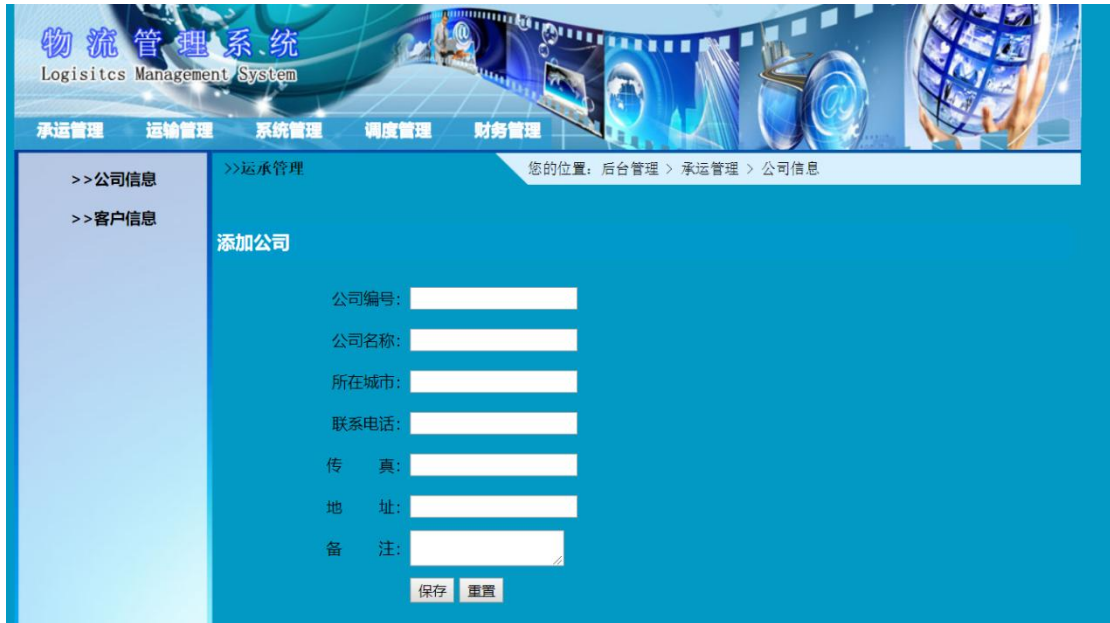 物流管理系统
Logisitcs Management System
承运管理 运输管理 系统管理 调度管理 财务管理
>>公司信息
>>客户信息
>>运承管理
您的位置：后台管理 > 承运管理 > 公司信息
添加公司
公司编号：
公司名称：
所在城市：
联系电话：
传 真：
地 址：
备 注：
保存 重置